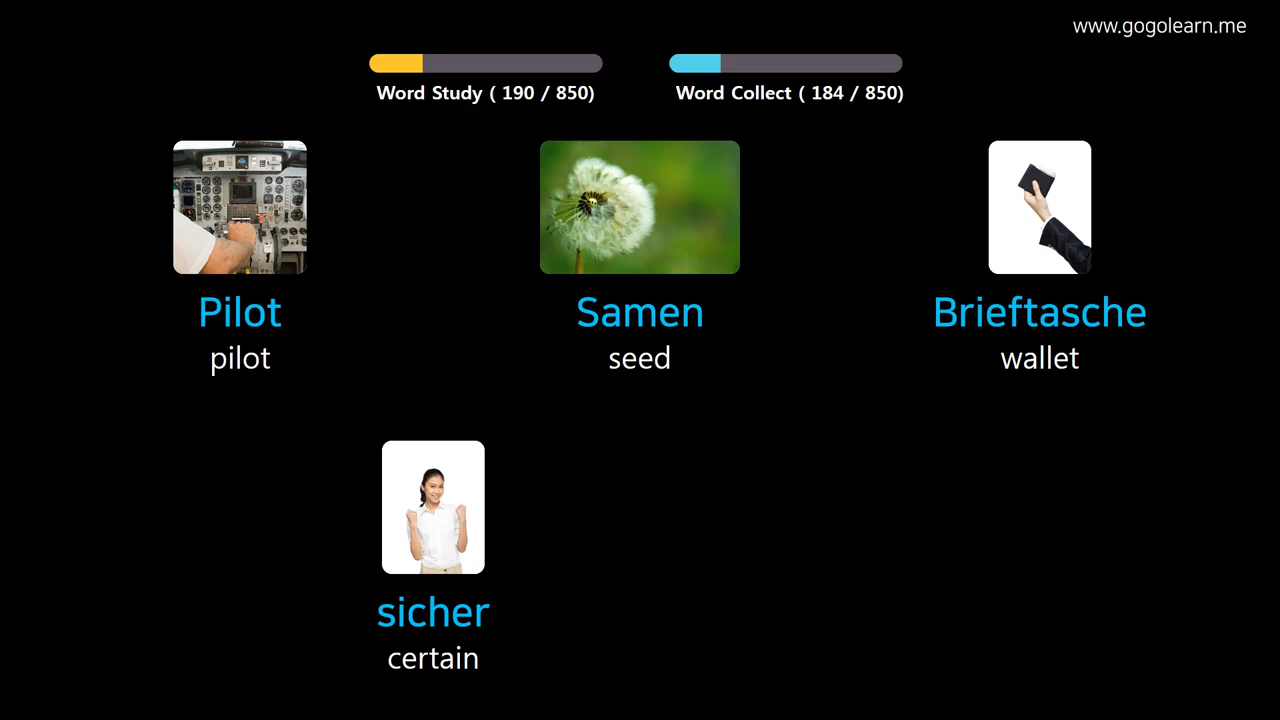 www.gogolearn.me
Word Study ( 190 / 850)
Word Collect ( 184 / 850)
Pilot
pilot
Samen
seed
Brieftasche
wallet
sicher
certain